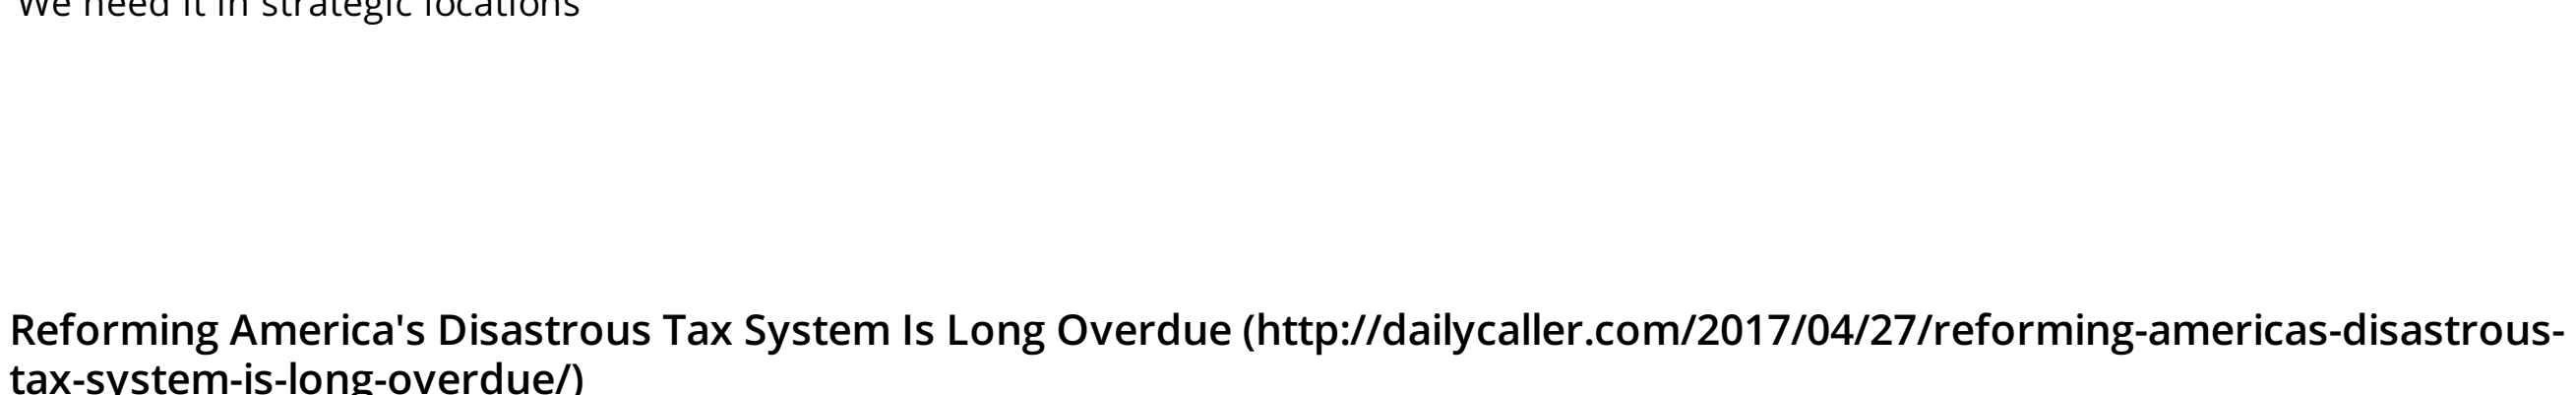 We need it in strategic locations
Reforming America's Disastrous Tax System Is Long Overdue (http://dailycaller.com/2017/04/27/reforming-americas-disastrous-
tax-system-is-long-overdue/)